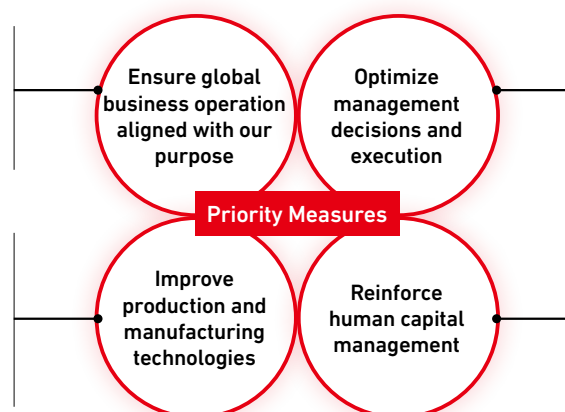 Ensure global
business operation
aligned with our
purpose
Optimize
management
decisions and
execution
Priority Measures
Improve
production and
manufacturing
technologies
Reinforce
human capital
management